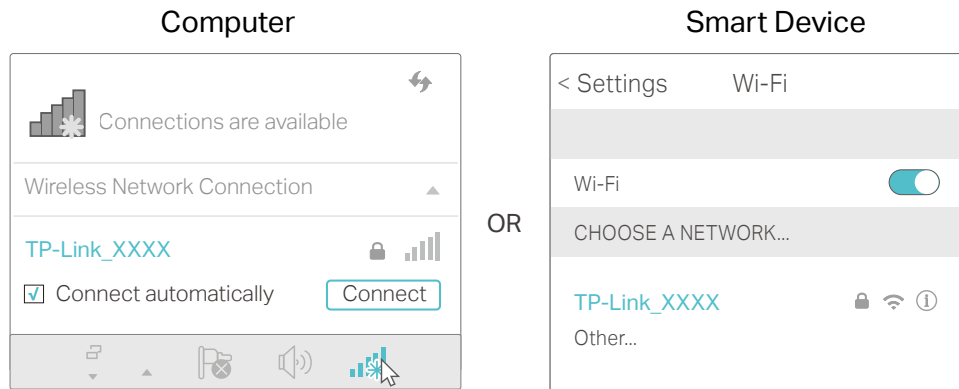 Computer
Connections are available
Wireless Network Connection
TP-Link_XXXX
Connect automatically
Connect
OR
Smart Device
< Settings Wi-Fi
Wi-Fi
CHOOSE A NETWORK...
TP-Link_XXXX
Other...